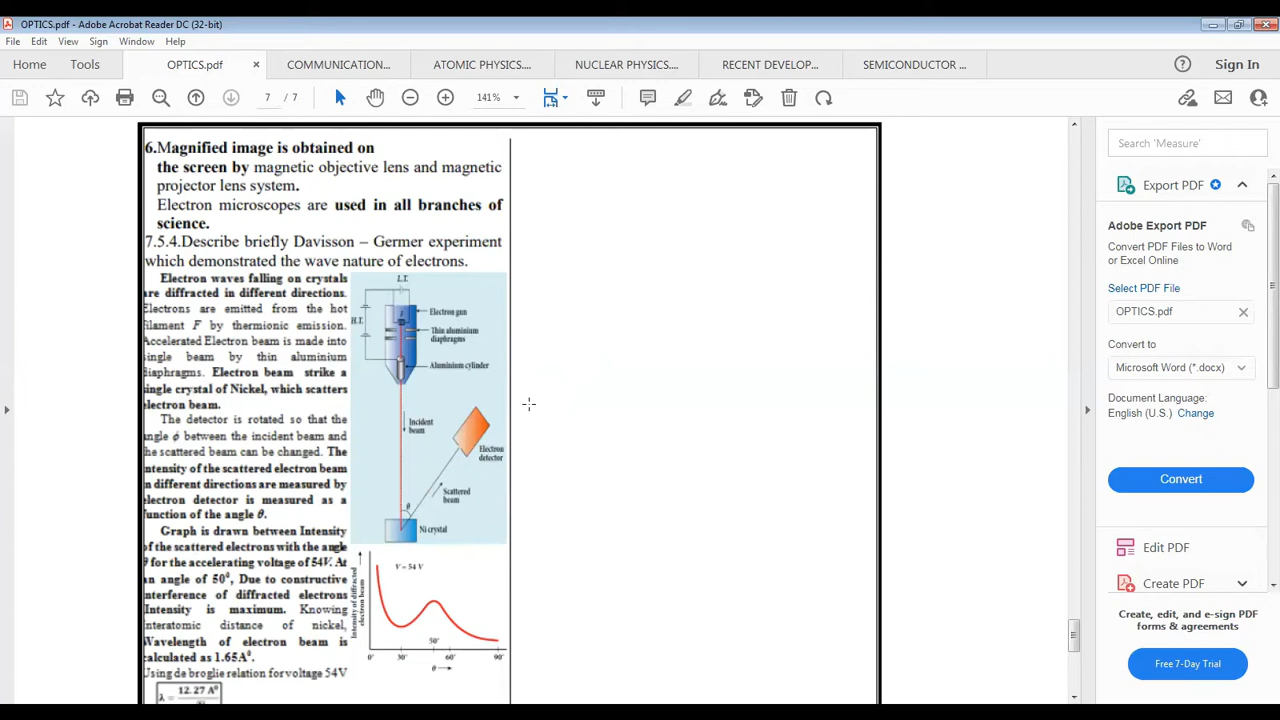 OPTICS.pdf - Adobe Acrobat Reader DC (32-bit)
File Edit View Sign Window Help
Home Tools OPTICS.pdf × COMMUNICATION... ATOMIC PHYSICS.... NUCLEAR PHYSICS.... RECENT DEVELOP... SEMICONDUCTOR ... Sign In
7 / 7 141%
6.Magnified image is obtained on
the screen by magnetic objective lens and magnetic
projector lens system.
Electron microscopes are used in all branches of
science.
7.5.4.Describe briefly Davisson – Germer experiment
which demonstrated the wave nature of electrons.
Electron waves falling on crystals
are diffracted in different directions.
Electrons are emitted from the hot
filament F by thermionic emission.
Accelerated Electron beam is made into
single beam by thin aluminium
diaphragms. Electron beam strike a
single crystal of Nickel, which scatters
electron beam.
The detector is rotated so that the
angle ϕ between the incident beam and
the scattered beam can be changed. The
intensity of the scattered electron beam
in different directions are measured by
electron detector is measured as a
function of the angle θ.
Graph is drawn between Intensity
of the scattered electrons with the angle
θ for the accelerating voltage of 54V. At
an angle of 50°, Due to constructive
interference of diffracted electrons
Intensity is maximum. Knowing
interatomic distance of nickel,
Wavelength of electron beam is
calculated as 1.65A⁰.
Using de broglie relation for voltage 54V
λ = 12.27 A⁰
L.T.
H.T.
F
Electron gun
Thin aluminium
diaphragms
Aluminium cylinder
Incident
beam
Electron
detector
Scattered
beam
θ
Ni crystal
Intensity of diffracted
electron beam
V = 54 V
50°
0° 30° 60° 90°
θ
Search 'Measure'
Export PDF
Adobe Export PDF
Convert PDF Files to Word
or Excel Online
Select PDF File
OPTICS.pdf
Convert to
Microsoft Word (*.docx)
Document Language:
English (U.S.) Change
Convert
Edit PDF
Create PDF
Create, edit, and e-sign PDF
forms & agreements
Free 7-Day Trial